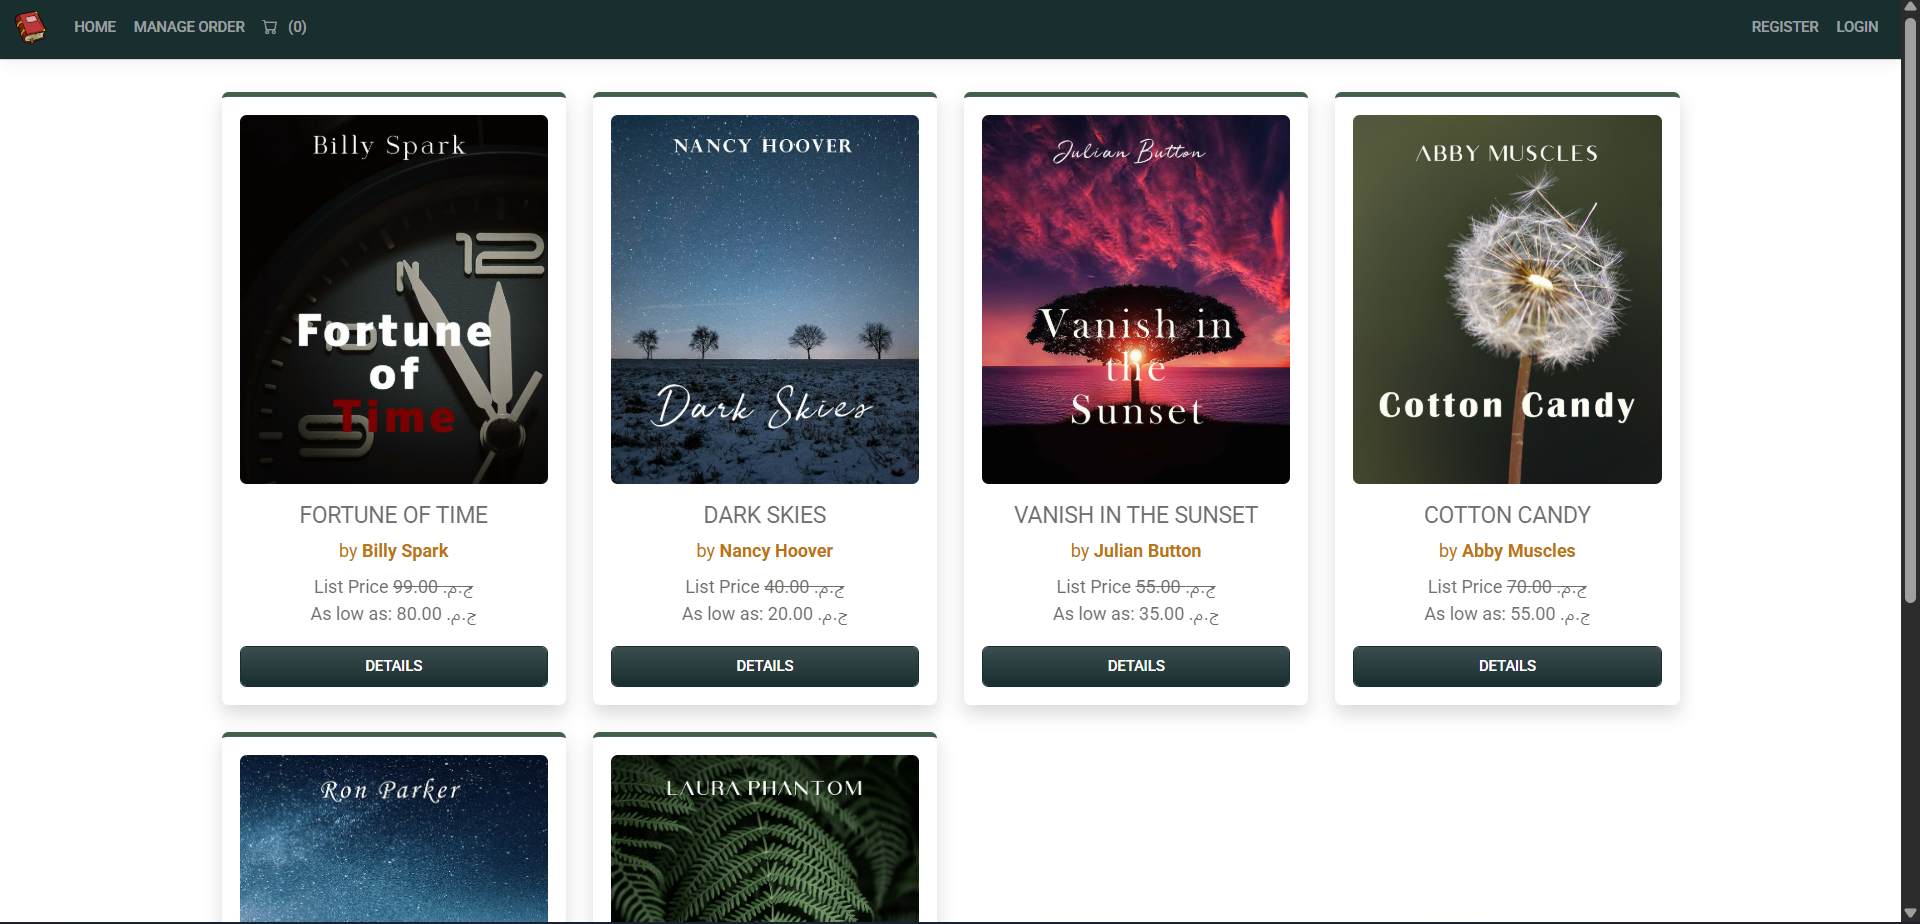 HOME MANAGE ORDER (0) REGISTER LOGIN
Billy Spark
12
Fortune
of
Time
FORTUNE OF TIME
by Billy Spark
List Price 99.00 ج.م.
As low as: 80.00 ج.م.
DETAILS
NANCY HOOVER
Dark Skies
DARK SKIES
by Nancy Hoover
List Price 40.00 ج.م.
As low as: 20.00 ج.م.
DETAILS
Julian Button
Vanish in
the
Sunset
VANISH IN THE SUNSET
by Julian Button
List Price 55.00 ج.م.
As low as: 35.00 ج.م.
DETAILS
ABBY MUSCLES
Cotton Candy
COTTON CANDY
by Abby Muscles
List Price 70.00 ج.م.
As low as: 55.00 ج.م.
DETAILS
Ron Parker
LAURA PHANTOM